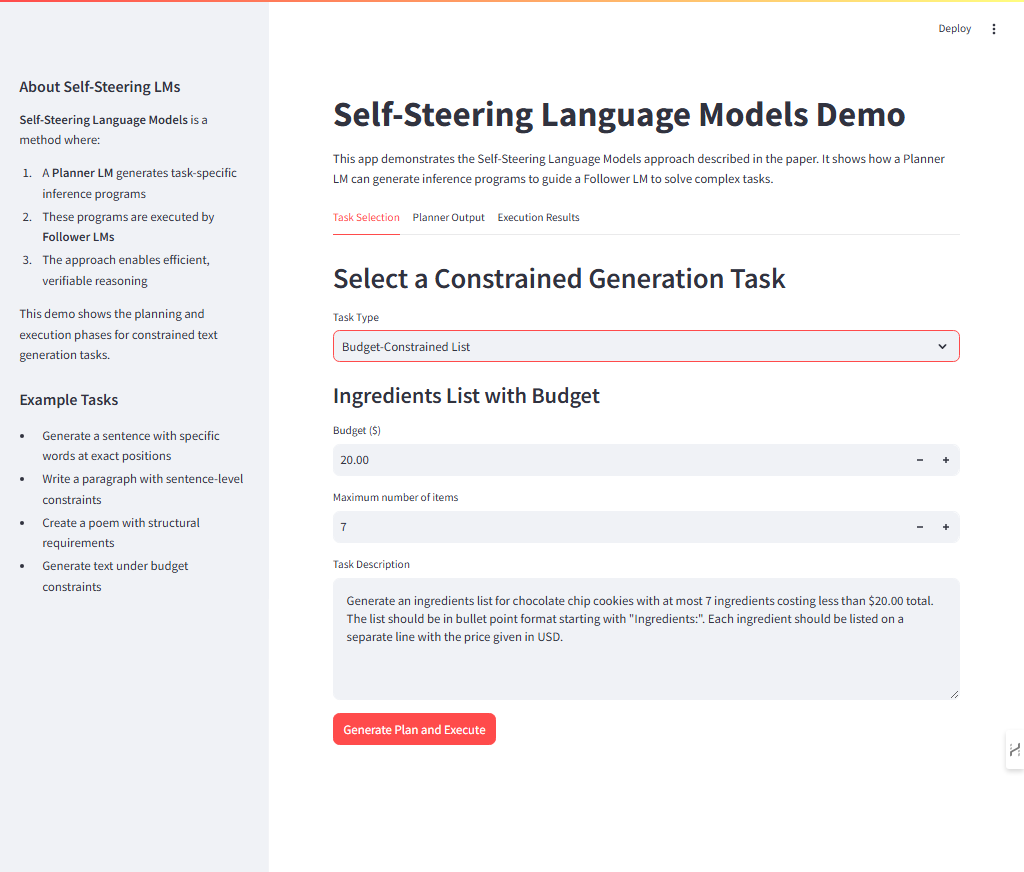 Deploy
About Self-Steering LMs
Self-Steering Language Models is a
method where:
1. A Planner LM generates task-specific
inference programs
2. These programs are executed by
Follower LMs
3. The approach enables efficient,
verifiable reasoning
This demo shows the planning and
execution phases for constrained text
generation tasks.
Example Tasks
• Generate a sentence with specific
words at exact positions
• Write a paragraph with sentence-level
constraints
• Create a poem with structural
requirements
• Generate text under budget
constraints
Self-Steering Language Models Demo
This app demonstrates the Self-Steering Language Models approach described in the paper. It shows how a Planner
LM can generate inference programs to guide a Follower LM to solve complex tasks.
Task Selection Planner Output Execution Results
Select a Constrained Generation Task
Task Type
Budget-Constrained List
Ingredients List with Budget
Budget ($)
20.00
Maximum number of items
7
Task Description
Generate an ingredients list for chocolate chip cookies with at most 7 ingredients costing less than $20.00 total.
The list should be in bullet point format starting with "Ingredients:". Each ingredient should be listed on a
separate line with the price given in USD.
Generate Plan and Execute